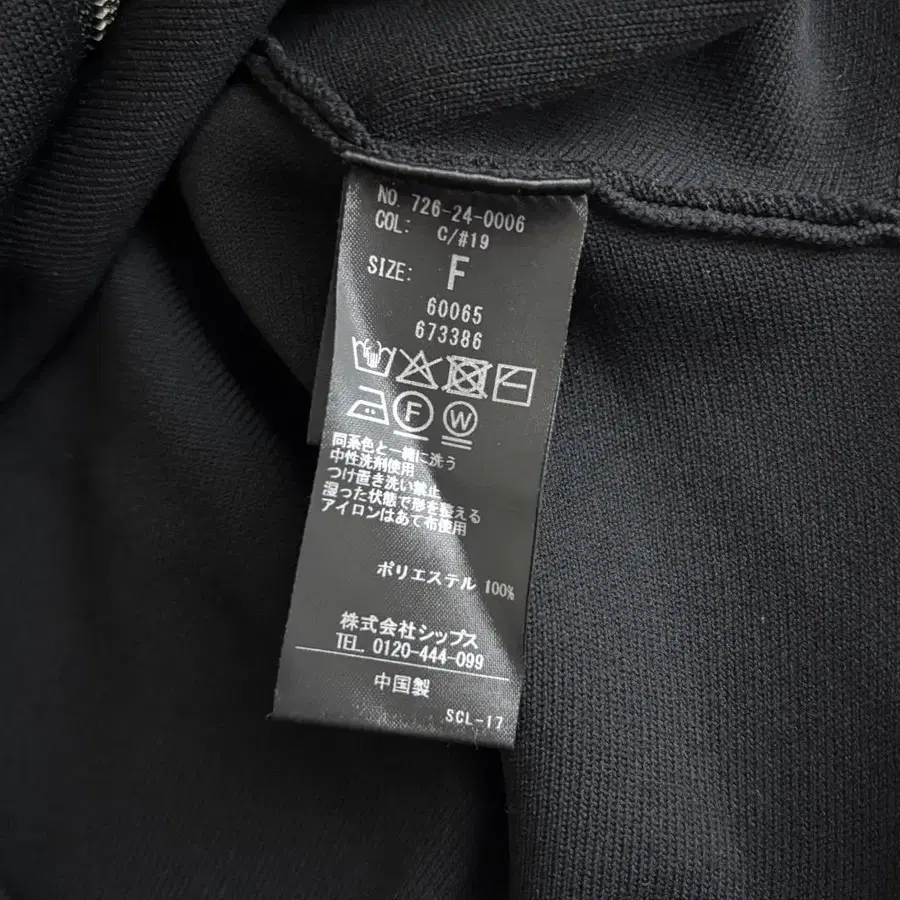 NO. 726-24-0006
COL: C/#19
SIZE: F
60065
673386
F W
同系色と一緒に洗う
中性洗剤使用
つけ置き洗い禁止
湿った状態で形を整える
アイロンはあて布使用
ポリエステル 100%
株式会社シップス
TEL. 0120-444-099
中国製
SCL-17